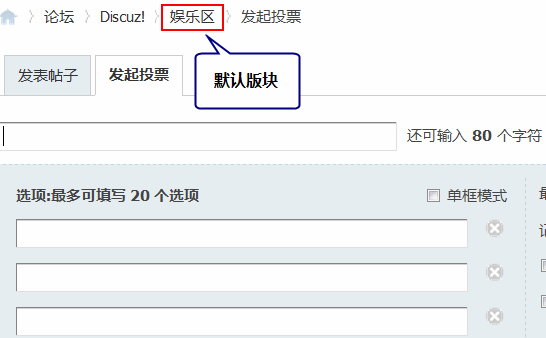 论坛 〉 Discuz! 〉 娱乐区 〉 发起投票
默认版块
发表帖子 发起投票
还可输入 80 个字符
选项:最多可填写 20 个选项 单框模式